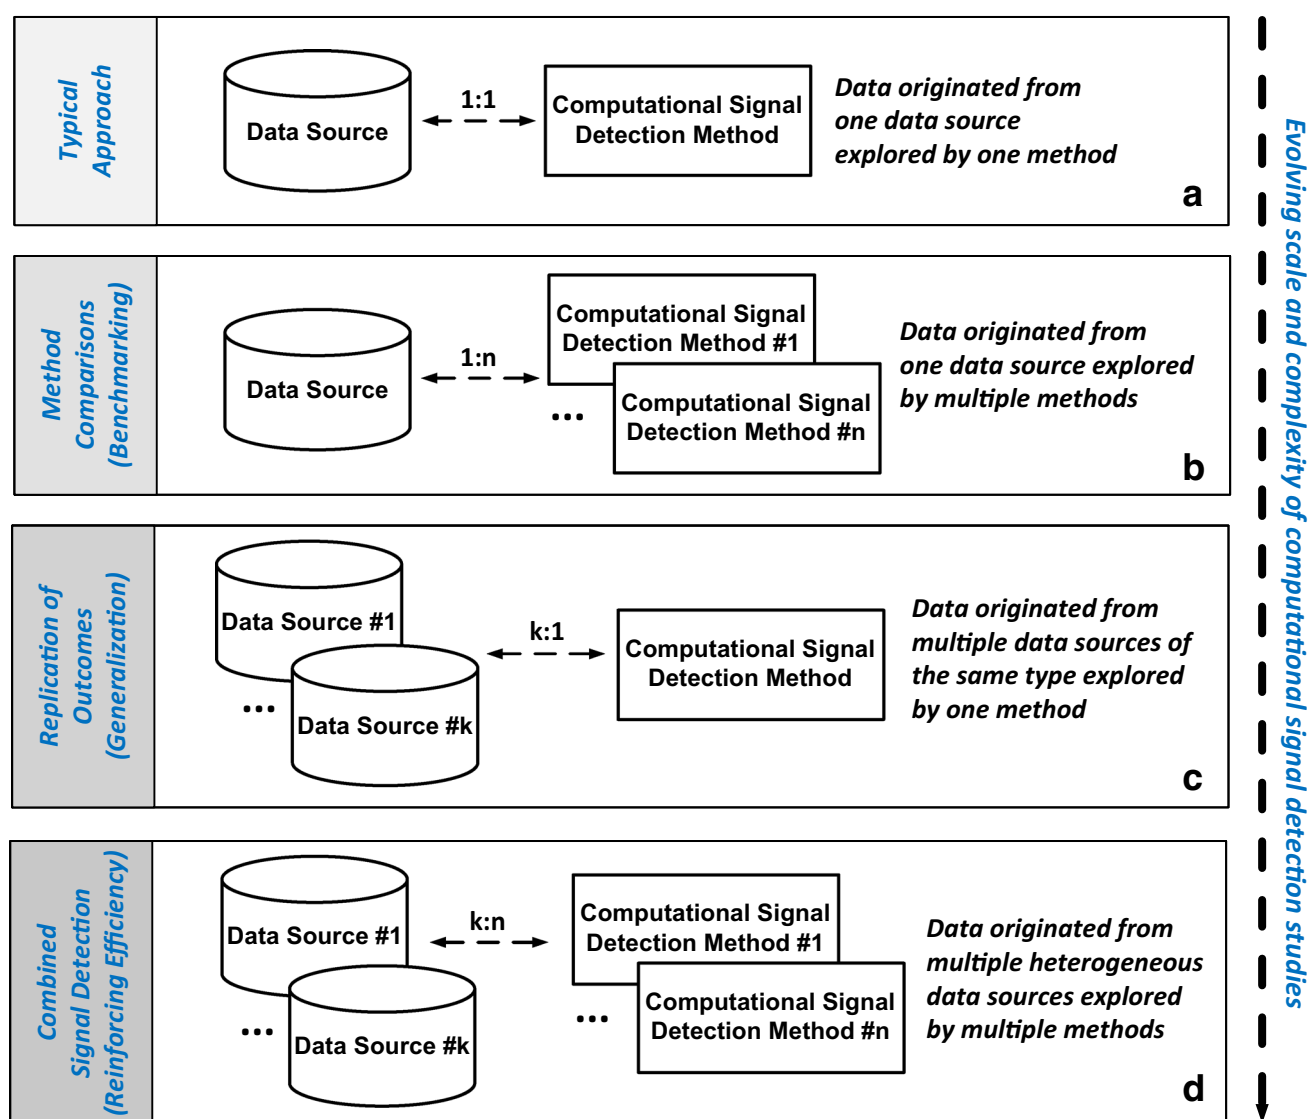 Typical
Approach
Data Source
1:1
Computational Signal
Detection Method
Data originated from
one data source
explored by one method
a
Method
Comparisons
(Benchmarking)
Data Source
1:n
Computational Signal
Detection Method #1
...
Computational Signal
Detection Method #n
Data originated from
one data source explored
by multiple methods
b
Replication of
Outcomes
(Generalization)
Data Source #1
...
Data Source #k
k:1
Computational Signal
Detection Method
Data originated from
multiple data sources of
the same type explored
by one method
c
Combined
Signal Detection
(Reinforcing Efficiency)
Data Source #1
...
Data Source #k
k:n
Computational Signal
Detection Method #1
...
Computational Signal
Detection Method #n
Data originated from
multiple heterogeneous
data sources explored
by multiple methods
d
Evolving scale and complexity of computational signal detection studies